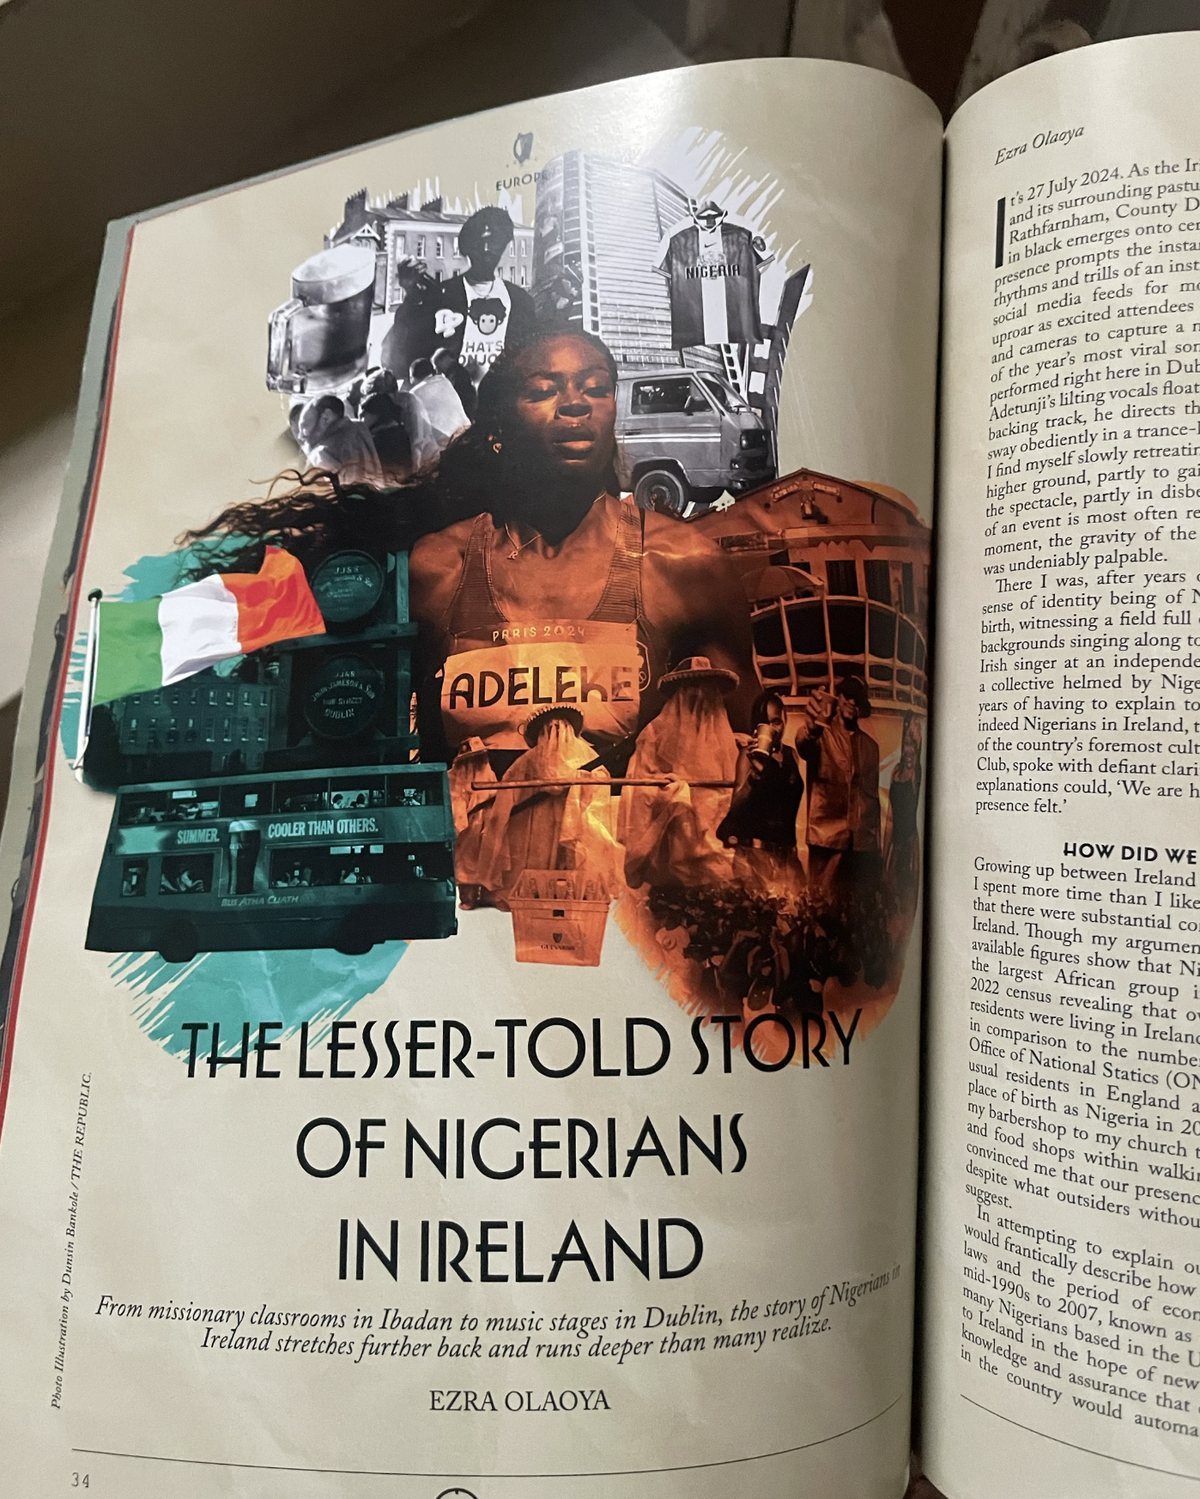 EUROPE
NIGERIA
PARIS 2024
ADELEKE
JOHN JAMESON & SON
BOW STREET
DUBLIN
SUMMER. COOLER THAN OTHERS.
BUS ÁTHA CLIATH
GUINNESS
THE LESSER-TOLD STORY
OF NIGERIANS
IN IRELAND
From missionary classrooms in Ibadan to music stages in Dublin, the story of Nigerians in
Ireland stretches further back and runs deeper than many realize.
EZRA OLAOYA
Photo Illustration by Dunsin Bankole / THE REPUBLIC.
34
Ezra Olaoya
It's 27 July 2024. As the Ir
and its surrounding pastu
Rathfarnham, County D
in black emerges onto cen
presence prompts the insta
rhythms and trills of an inst
social media feeds for mo
uproar as excited attendees
and cameras to capture a m
of the year's most viral son
performed right here in Dub
Adetunji's lilting vocals float
backing track, he directs th
sway obediently in a trance-l
I find myself slowly retreatin
higher ground, partly to gai
the spectacle, partly in disbe
of an event is most often re
moment, the gravity of the
was undeniably palpable.
There I was, after years o
sense of identity being of N
birth, witnessing a field full
backgrounds singing along to
Irish singer at an independe
a collective helmed by Nige
years of having to explain to
indeed Nigerians in Ireland, t
of the country's foremost cult
Club, spoke with defiant clari
explanations could, 'We are h
presence felt.'
HOW DID WE
Growing up between Ireland
I spent more time than I like
that there were substantial co
Ireland. Though my argumen
available figures show that Ni
the largest African group i
2022 census revealing that ov
residents were living in Ireland
in comparison to the number
Office of National Statics (ON
usual residents in England a
place of birth as Nigeria in 20
my barbershop to my church t
and food shops within walkin
convinced me that our presenc
despite what outsiders withou
suggest.
In attempting to explain ou
would frantically describe how
laws and the period of econ
mid-1990s to 2007, known as
many Nigerians based in the U
to Ireland in the hope of new
knowledge and assurance that
in the country would automa